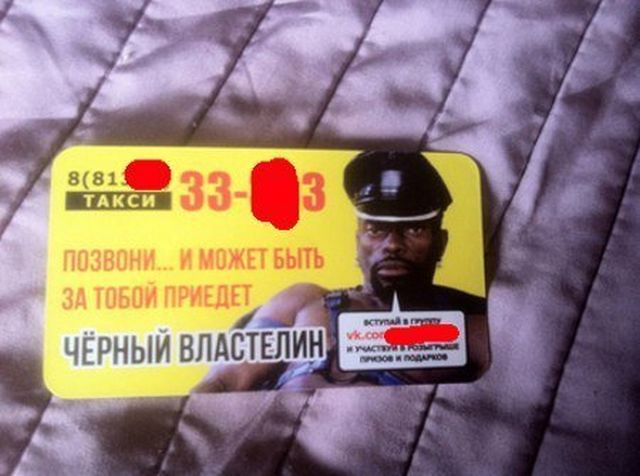 8(81
ТАКСИ
33- 3
ПОЗВОНИ... И МОЖЕТ БЫТЬ
ЗА ТОБОЙ ПРИЕДЕТ
ЧЁРНЫЙ ВЛАСТЕЛИН
ВСТУПАЙ В ГРУППУ
vk.co
И УЧАСТВУЙ В РОЗЫГРЫШЕ
ПРИЗОВ И ПОДАРКОВ